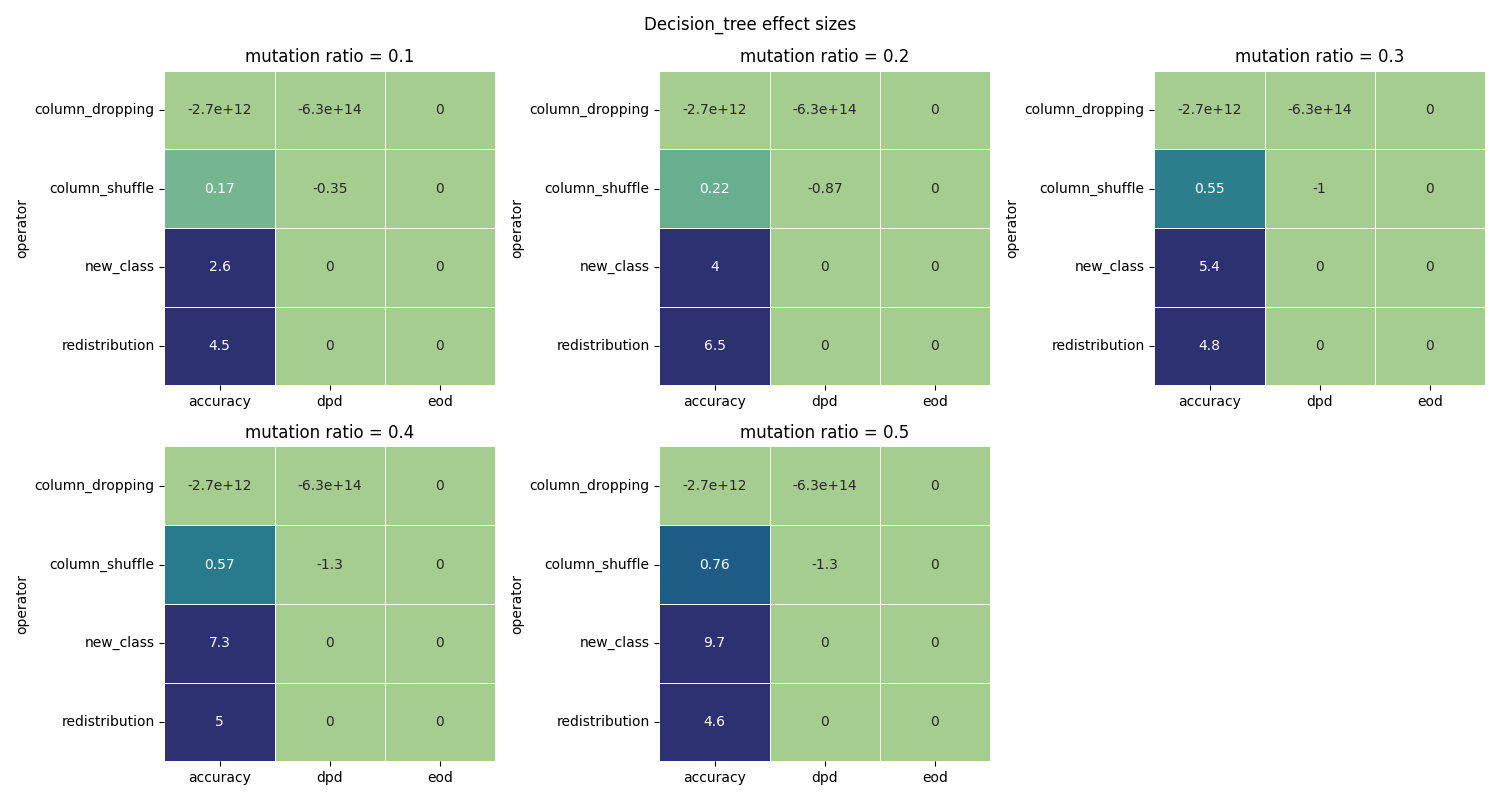 Decision_tree effect sizes
mutation ratio = 0.1
column_dropping -2.7e+12 -6.3e+14 0
column_shuffle 0.17 -0.35 0
new_class 2.6 0 0
redistribution 4.5 0 0
operator
accuracy dpd eod
mutation ratio = 0.2
column_dropping -2.7e+12 -6.3e+14 0
column_shuffle 0.22 -0.87 0
new_class 4 0 0
redistribution 6.5 0 0
operator
accuracy dpd eod
mutation ratio = 0.3
column_dropping -2.7e+12 -6.3e+14 0
column_shuffle 0.55 -1 0
new_class 5.4 0 0
redistribution 4.8 0 0
operator
accuracy dpd eod
mutation ratio = 0.4
column_dropping -2.7e+12 -6.3e+14 0
column_shuffle 0.57 -1.3 0
new_class 7.3 0 0
redistribution 5 0 0
operator
accuracy dpd eod
mutation ratio = 0.5
column_dropping -2.7e+12 -6.3e+14 0
column_shuffle 0.76 -1.3 0
new_class 9.7 0 0
redistribution 4.6 0 0
operator
accuracy dpd eod